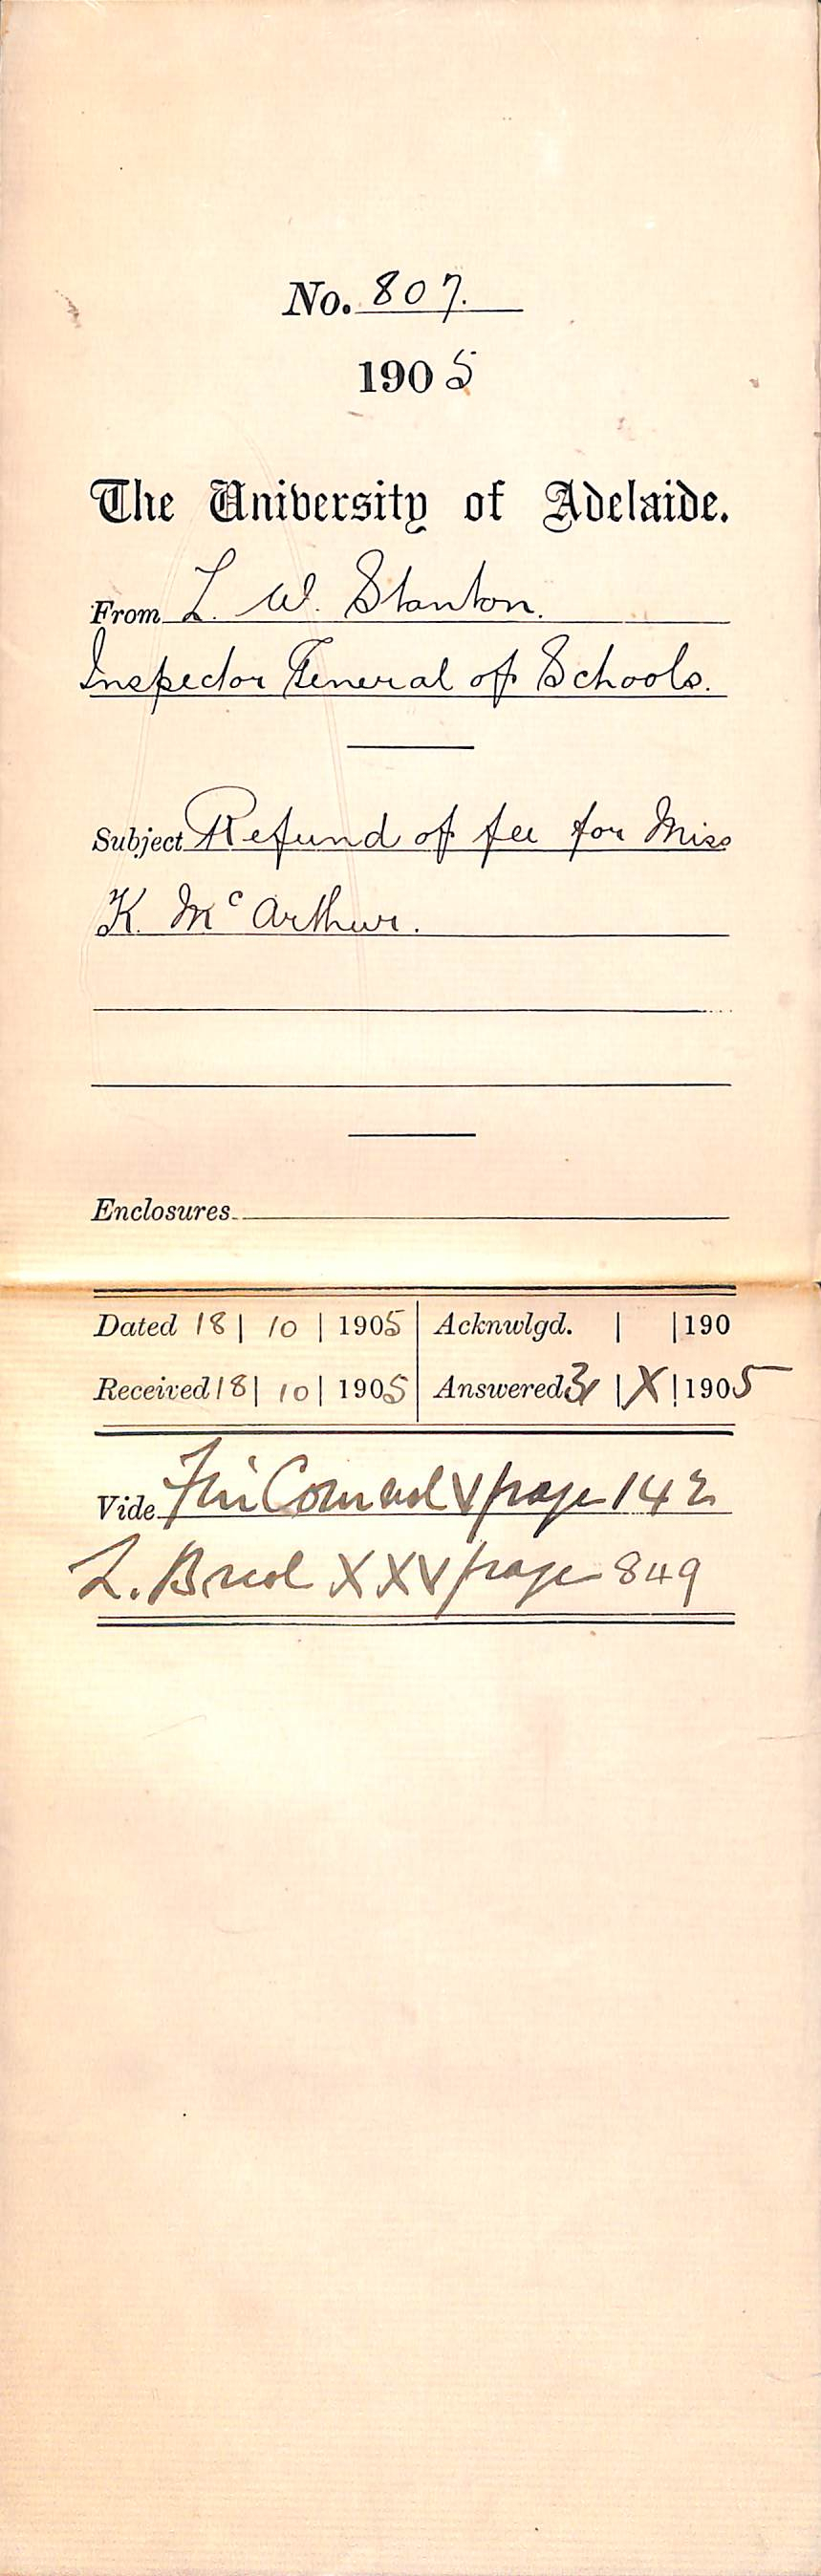 No. 807.
1905
The University of Adelaide.
From L. W. Stanton.
Inspector General of Schools.
Subject Refund of fee for Miss
K. McArthur.
Enclosures
Dated 18 | 10 | 1905 Acknwlgd. | | 190
Received 18 | 10 | 1905 Answered 31 | X | 1905
Vide Fin Com vol V page 142
L. B vol XXV page 849